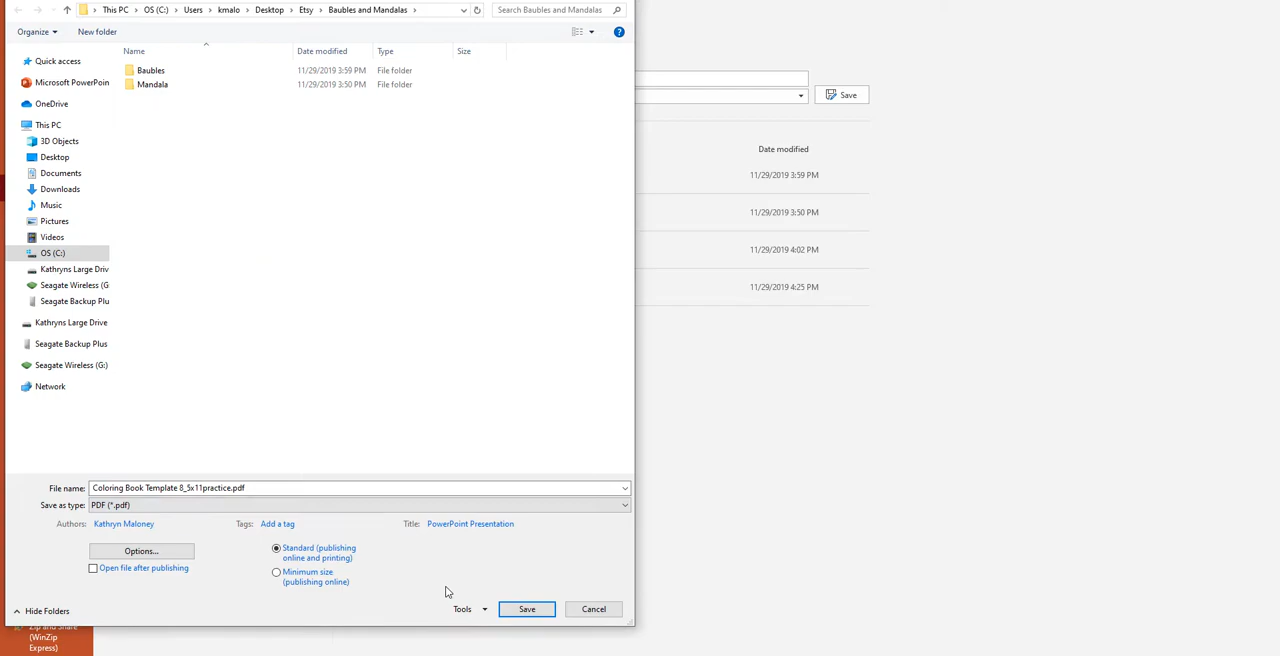 This PC > OS (C:) > Users > kmalo > Desktop > Etsy > Baubles and Mandalas >
Search Baubles and Mandalas
Organize
New folder
Name
Date modified
Type
Size
Baubles 11/29/2019 3:59 PM File folder
Mandala 11/29/2019 3:50 PM File folder
Quick access
Microsoft PowerPoin
OneDrive
This PC
3D Objects
Desktop
Documents
Downloads
Music
Pictures
Videos
OS (C:)
Kathryns Large Driv
Seagate Wireless (G
Seagate Backup Plu
Kathryns Large Drive
Seagate Backup Plus
Seagate Wireless (G:)
Network
Save
Date modified
11/29/2019 3:59 PM
11/29/2019 3:50 PM
11/29/2019 4:02 PM
11/29/2019 4:25 PM
File name: Coloring Book Template 8_5x11practice.pdf
Save as type: PDF (*.pdf)
Authors: Kathryn Maloney
Tags: Add a tag
Title: PowerPoint Presentation
Options...
Open file after publishing
Standard (publishing
online and printing)
Minimum size
(publishing online)
Hide Folders
Tools
Save
Cancel
Zip and Share
(WinZip
Express)